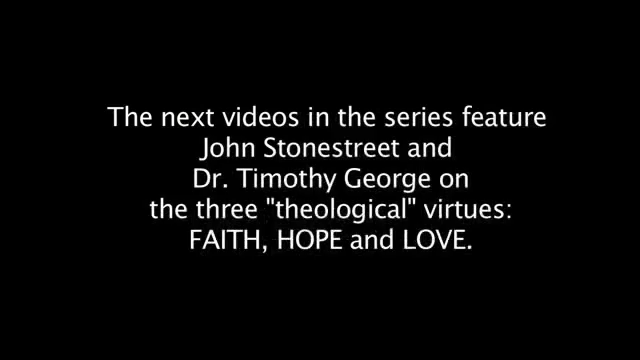 The next videos in the series feature
John Stonestreet and
Dr. Timothy George on
the three "theological" virtues:
FAITH, HOPE and LOVE.